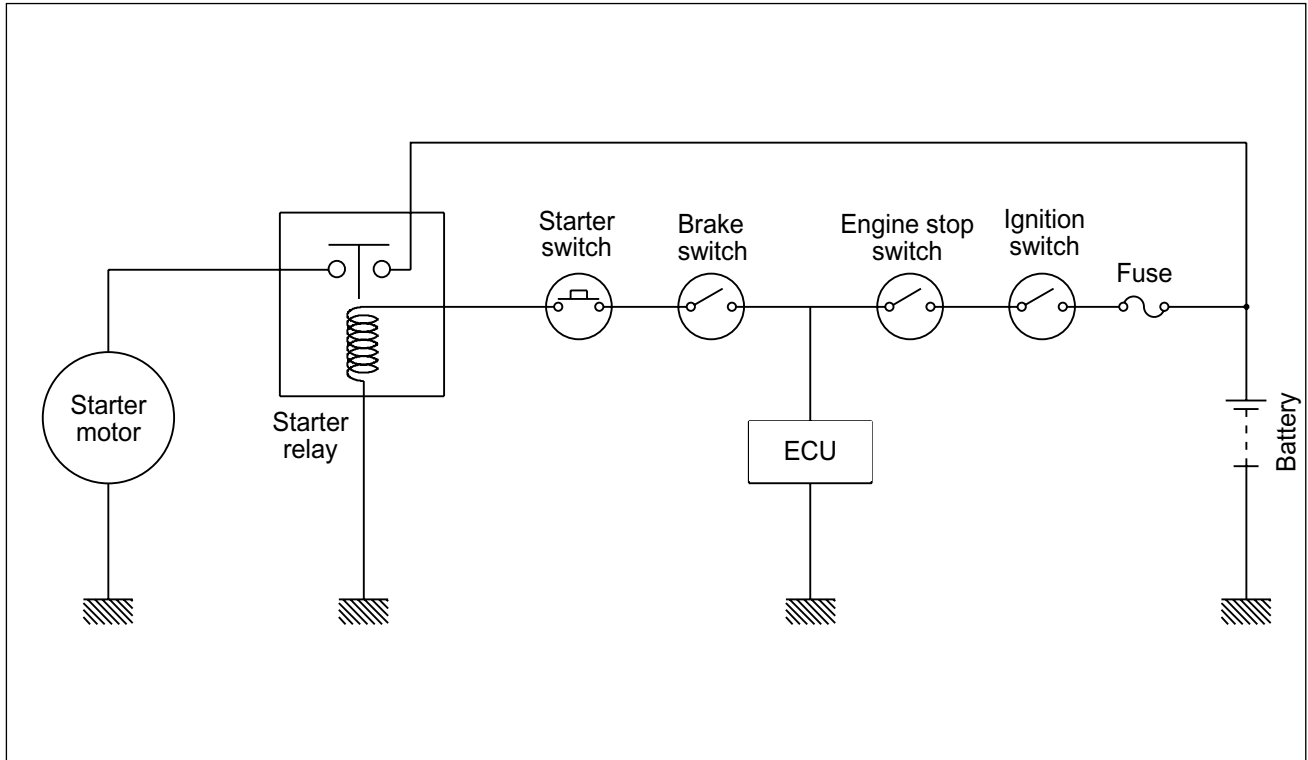 Starter
switch
Brake
switch
Engine stop
switch
Ignition
switch
Fuse
Starter
motor
Starter
relay
ECU
Battery